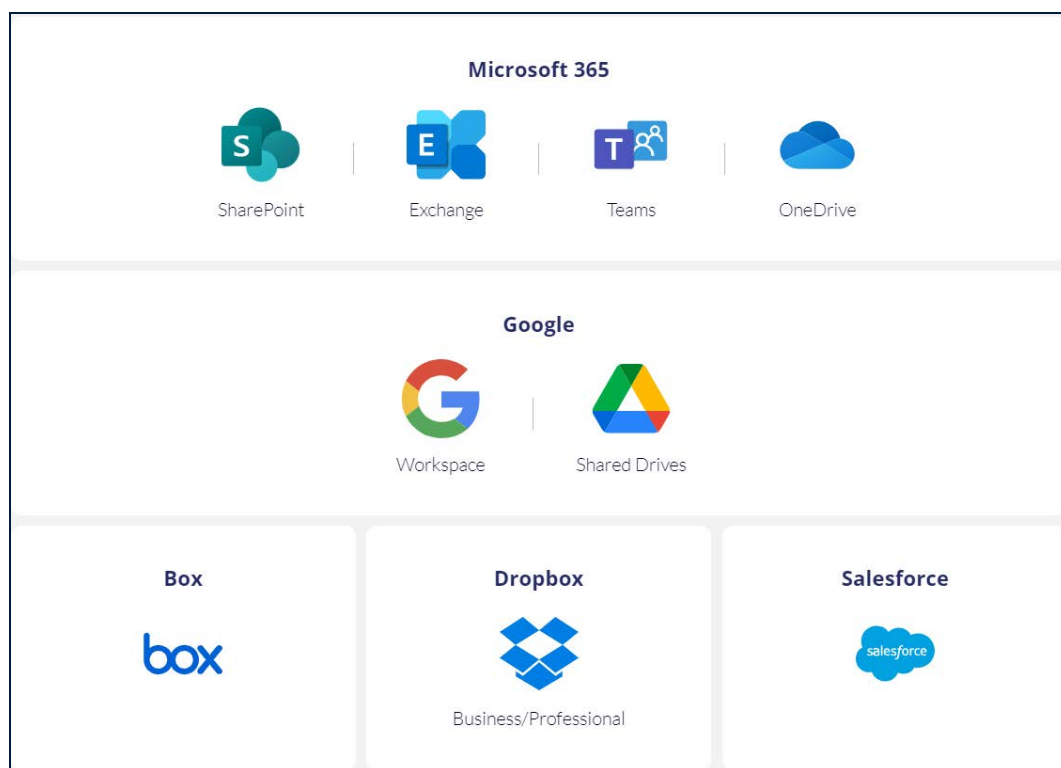 Microsoft 365
S
E
T
SharePoint
Exchange
Teams
OneDrive
Google
Workspace
Shared Drives
Box
Dropbox
Salesforce
box
salesforce
Business/Professional